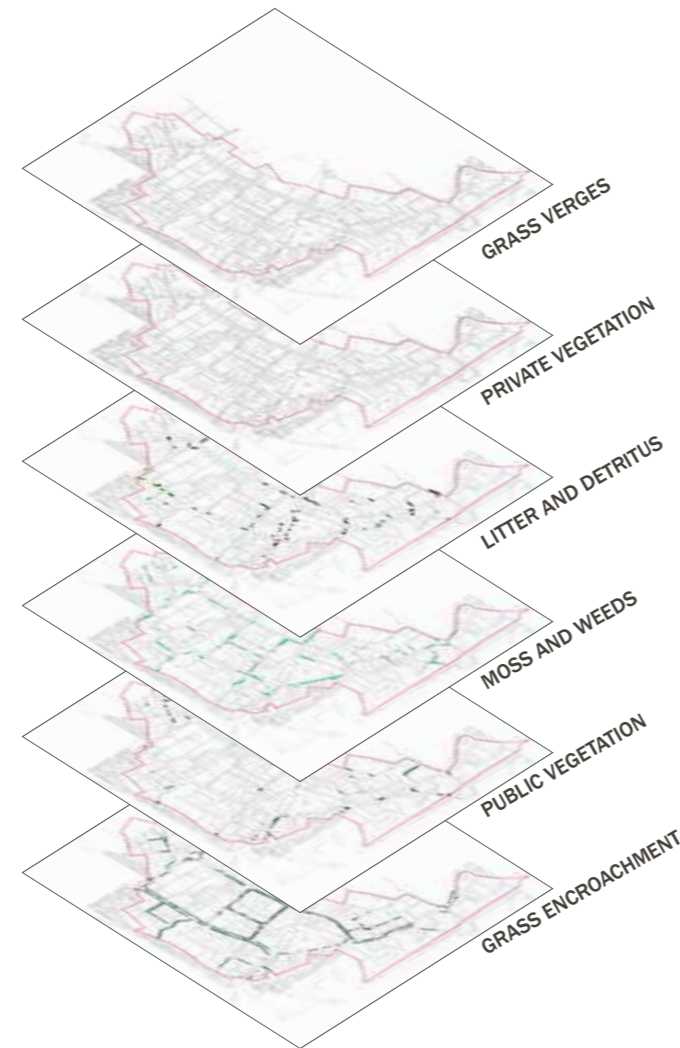 GRASS VERGES
PRIVATE VEGETATION
LITTER AND DETRITUS
MOSS AND WEEDS
PUBLIC VEGETATION
GRASS ENCROACHMENT